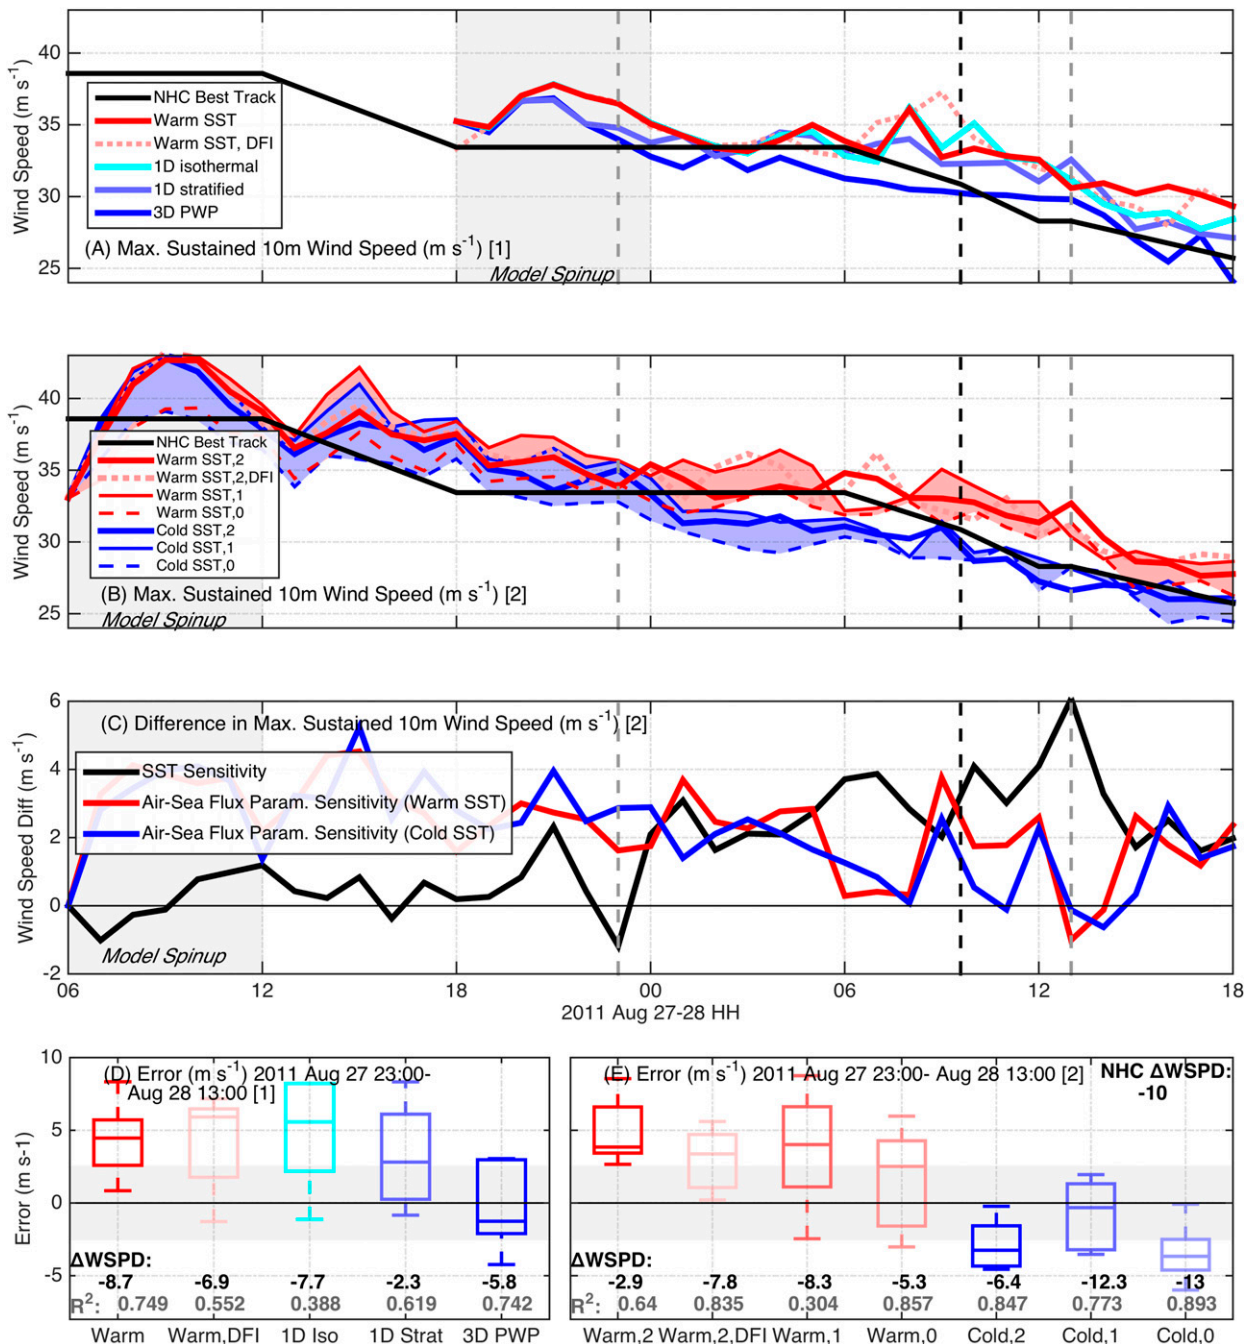 40
35
30
25
Wind Speed (m s-1)
NHC Best Track
Warm SST
Warm SST, DFI
1D isothermal
1D stratified
3D PWP
(A) Max. Sustained 10m Wind Speed (m s-1) [1]
Model Spinup
40
35
30
25
Wind Speed (m s-1)
NHC Best Track
Warm SST,2
Warm SST,2,DFI
Warm SST,1
Warm SST,0
Cold SST,2
Cold SST,1
Cold SST,0
(B) Max. Sustained 10m Wind Speed (m s-1) [2]
Model Spinup
6
4
2
0
-2
Wind Speed Diff (m s-1)
(C) Difference in Max. Sustained 10m Wind Speed (m s-1) [2]
SST Sensitivity
Air-Sea Flux Param. Sensitivity (Warm SST)
Air-Sea Flux Param. Sensitivity (Cold SST)
Model Spinup
06 12 18 00 06 12 18
2011 Aug 27-28 HH
10
5
0
-5
Error (m s-1)
(D) Error (m s-1) 2011 Aug 27 23:00-
Aug 28 13:00 [1]
ΔWSPD:
-8.7 -6.9 -7.7 -2.3 -5.8
R2: 0.749 0.552 0.388 0.619 0.742
Warm Warm,DFI 1D Iso 1D Strat 3D PWP
(E) Error (m s-1) 2011 Aug 27 23:00- Aug 28 13:00 [2]
NHC ΔWSPD:
-10
ΔWSPD:
-2.9 -7.8 -8.3 -5.3 -6.4 -12.3 -13
R2: 0.64 0.835 0.304 0.857 0.847 0.773 0.893
Warm,2 Warm,2,DFI Warm,1 Warm,0 Cold,2 Cold,1 Cold,0